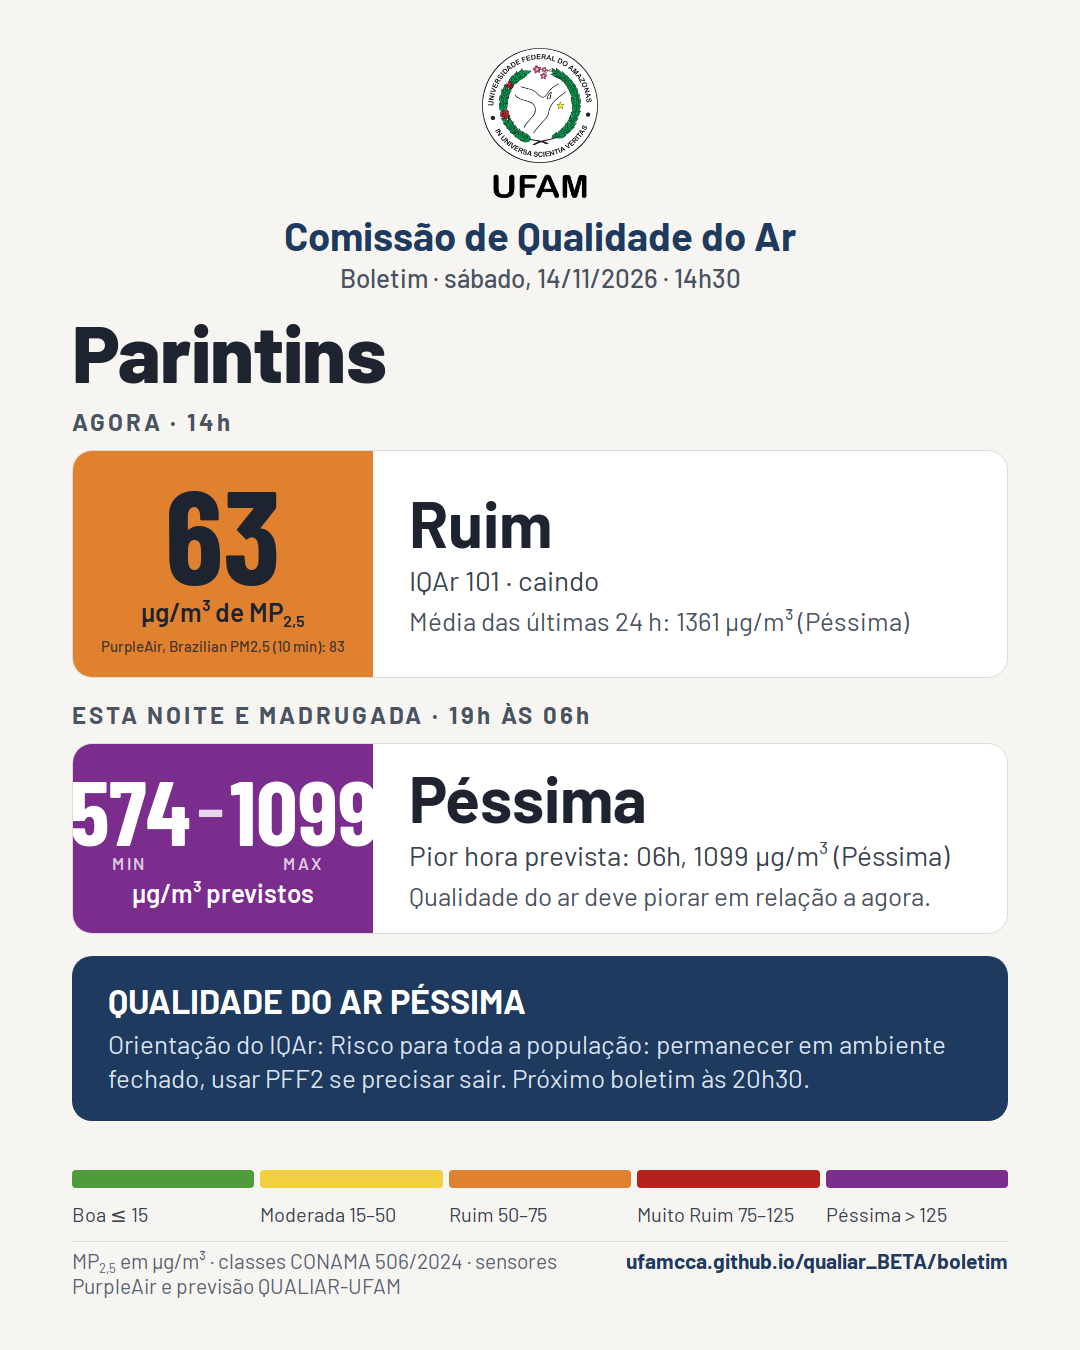 UNIVERSIDADE FEDERAL DO AMAZONAS
IN UNIVERSA SCIENTIA VERITAS
UFAM
Comissão de Qualidade do Ar
Boletim · sábado, 14/11/2026 · 14h30
Parintins
AGORA · 14h
63
µg/m³ de MP₂,₅
PurpleAir, Brazilian PM2,5 (10 min): 83
Ruim
IQAr 101 · caindo
Média das últimas 24 h: 1361 µg/m³ (Péssima)
ESTA NOITE E MADRUGADA · 19h ÀS 06h
574 - 1099
MIN MAX
µg/m³ previstos
Péssima
Pior hora prevista: 06h, 1099 µg/m³ (Péssima)
Qualidade do ar deve piorar em relação a agora.
QUALIDADE DO AR PÉSSIMA
Orientação do IQAr: Risco para toda a população: permanecer em ambiente
fechado, usar PFF2 se precisar sair. Próximo boletim às 20h30.
Boa ≤ 15 Moderada 15–50 Ruim 50–75 Muito Ruim 75–125 Péssima > 125
MP₂,₅ em µg/m³ · classes CONAMA 506/2024 · sensores
PurpleAir e previsão QUALIAR-UFAM
ufamcca.github.io/qualiar_BETA/boletim